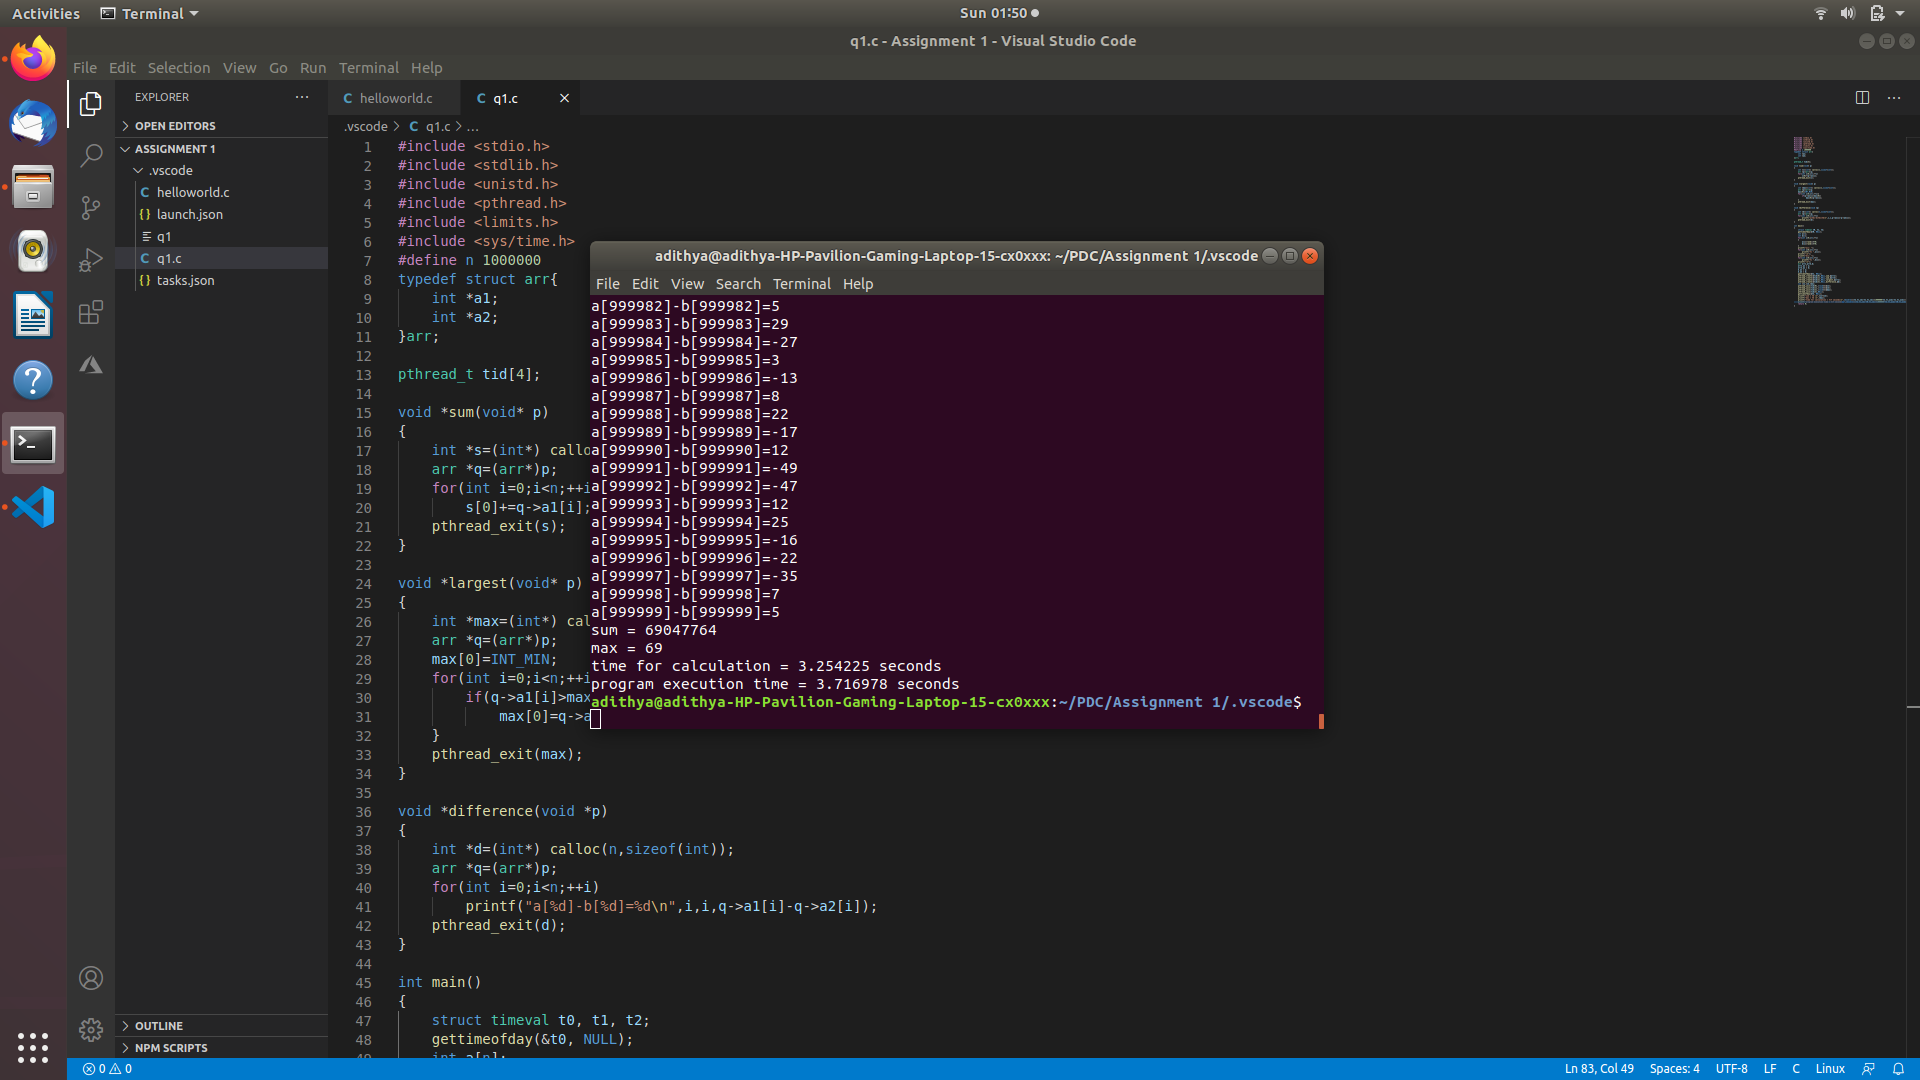 Activities Terminal Sun 01:50
q1.c - Assignment 1 - Visual Studio Code
File Edit Selection View Go Run Terminal Help
EXPLORER
OPEN EDITORS
ASSIGNMENT 1
.vscode
helloworld.c
launch.json
q1
q1.c
tasks.json
OUTLINE
NPM SCRIPTS
helloworld.c q1.c
.vscode > q1.c > ...
1 #include <stdio.h>
2 #include <stdlib.h>
3 #include <unistd.h>
4 #include <pthread.h>
5 #include <limits.h>
6 #include <sys/time.h>
7 #define n 1000000
8 typedef struct arr{
9 int *a1;
10 int *a2;
11 }arr;
12
13 pthread_t tid[4];
14
15 void *sum(void* p)
16 {
17 int *s=(int*) callo
18 arr *q=(arr*)p;
19 for(int i=0;i<n;++i
20 s[0]+=q->a1[i];
21 pthread_exit(s);
22 }
23
24 void *largest(void* p)
25 {
26 int *max=(int*) cal
27 arr *q=(arr*)p;
28 max[0]=INT_MIN;
29 for(int i=0;i<n;++i
30 if(q->a1[i]>max
31 max[0]=q->a
32 }
33 pthread_exit(max);
34 }
35
36 void *difference(void *p)
37 {
38 int *d=(int*) calloc(n,sizeof(int));
39 arr *q=(arr*)p;
40 for(int i=0;i<n;++i)
41 printf("a[%d]-b[%d]=%d\n",i,i,q->a1[i]-q->a2[i]);
42 pthread_exit(d);
43 }
44
45 int main()
46 {
47 struct timeval t0, t1, t2;
48 gettimeofday(&t0, NULL);
49 int a[n];
adithya@adithya-HP-Pavilion-Gaming-Laptop-15-cx0xxx: ~/PDC/Assignment 1/.vscode
File Edit View Search Terminal Help
a[999982]-b[999982]=5
a[999983]-b[999983]=29
a[999984]-b[999984]=-27
a[999985]-b[999985]=3
a[999986]-b[999986]=-13
a[999987]-b[999987]=8
a[999988]-b[999988]=22
a[999989]-b[999989]=-17
a[999990]-b[999990]=12
a[999991]-b[999991]=-49
a[999992]-b[999992]=-47
a[999993]-b[999993]=12
a[999994]-b[999994]=25
a[999995]-b[999995]=-16
a[999996]-b[999996]=-22
a[999997]-b[999997]=-35
a[999998]-b[999998]=7
a[999999]-b[999999]=5
sum = 69047764
max = 69
time for calculation = 3.254225 seconds
program execution time = 3.716978 seconds
adithya@adithya-HP-Pavilion-Gaming-Laptop-15-cx0xxx:~/PDC/Assignment 1/.vscode$
0 0 Ln 83, Col 49 Spaces: 4 UTF-8 LF C Linux